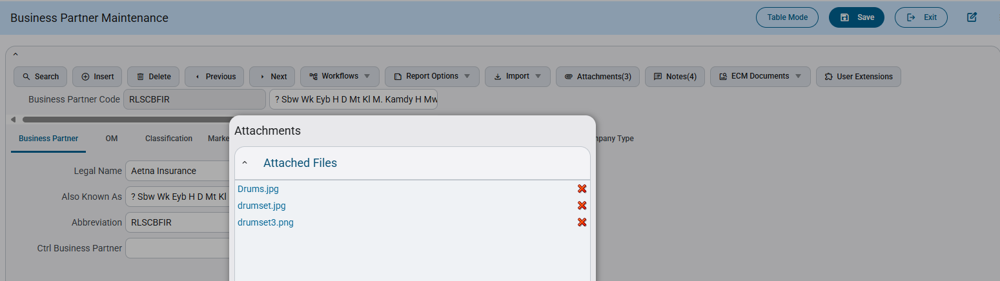 Business Partner Maintenance
Table Mode
Save
Exit
Search
Insert
Delete
Previous
Next
Workflows
Report Options
Import
Attachments(3)
Notes(4)
ECM Documents
User Extensions
Business Partner Code
RLSCBFIR
? Sbw Wk Eyb H D Mt Kl M. Kamdy H Mw
Business Partner
OM
Classification
Marke
mpany Type
Legal Name
Aetna Insurance
Also Known As
? Sbw Wk Eyb H D Mt Kl
Abbreviation
RLSCBFIR
Ctrl Business Partner
Attachments
Attached Files
Drums.jpg
drumset.jpg
drumset3.png